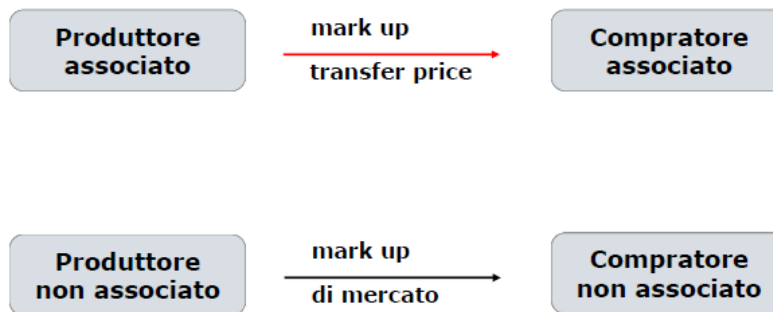 Produttore
associato
mark up
transfer price
Compratore
associato
Produttore
non associato
mark up
di mercato
Compratore
non associato